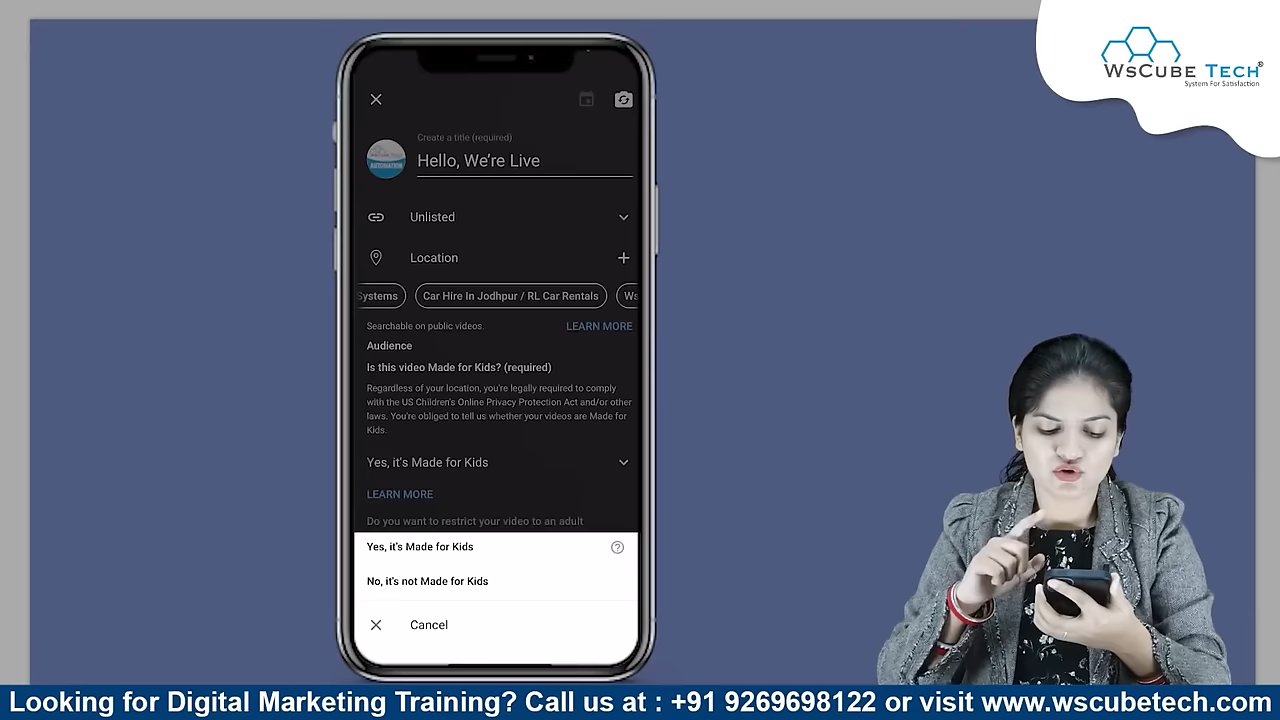 WsCube Tech®
System For Satisfaction
Create a title (required)
Hello, We're Live
Unlisted
Location
Systems
Car Hire In Jodhpur / RL Car Rentals
Ws
Searchable on public videos.
LEARN MORE
Audience
Is this video Made for Kids? (required)
Regardless of your location, you're legally required to comply
with the US Children's Online Privacy Protection Act and/or other
laws. You're obliged to tell us whether your videos are Made for
Kids.
Yes, it's Made for Kids
LEARN MORE
Do you want to restrict your video to an adult
Yes, it's Made for Kids
No, it's not Made for Kids
Cancel
Looking for Digital Marketing Training? Call us at : +91 9269698122 or visit www.wscubetech.com